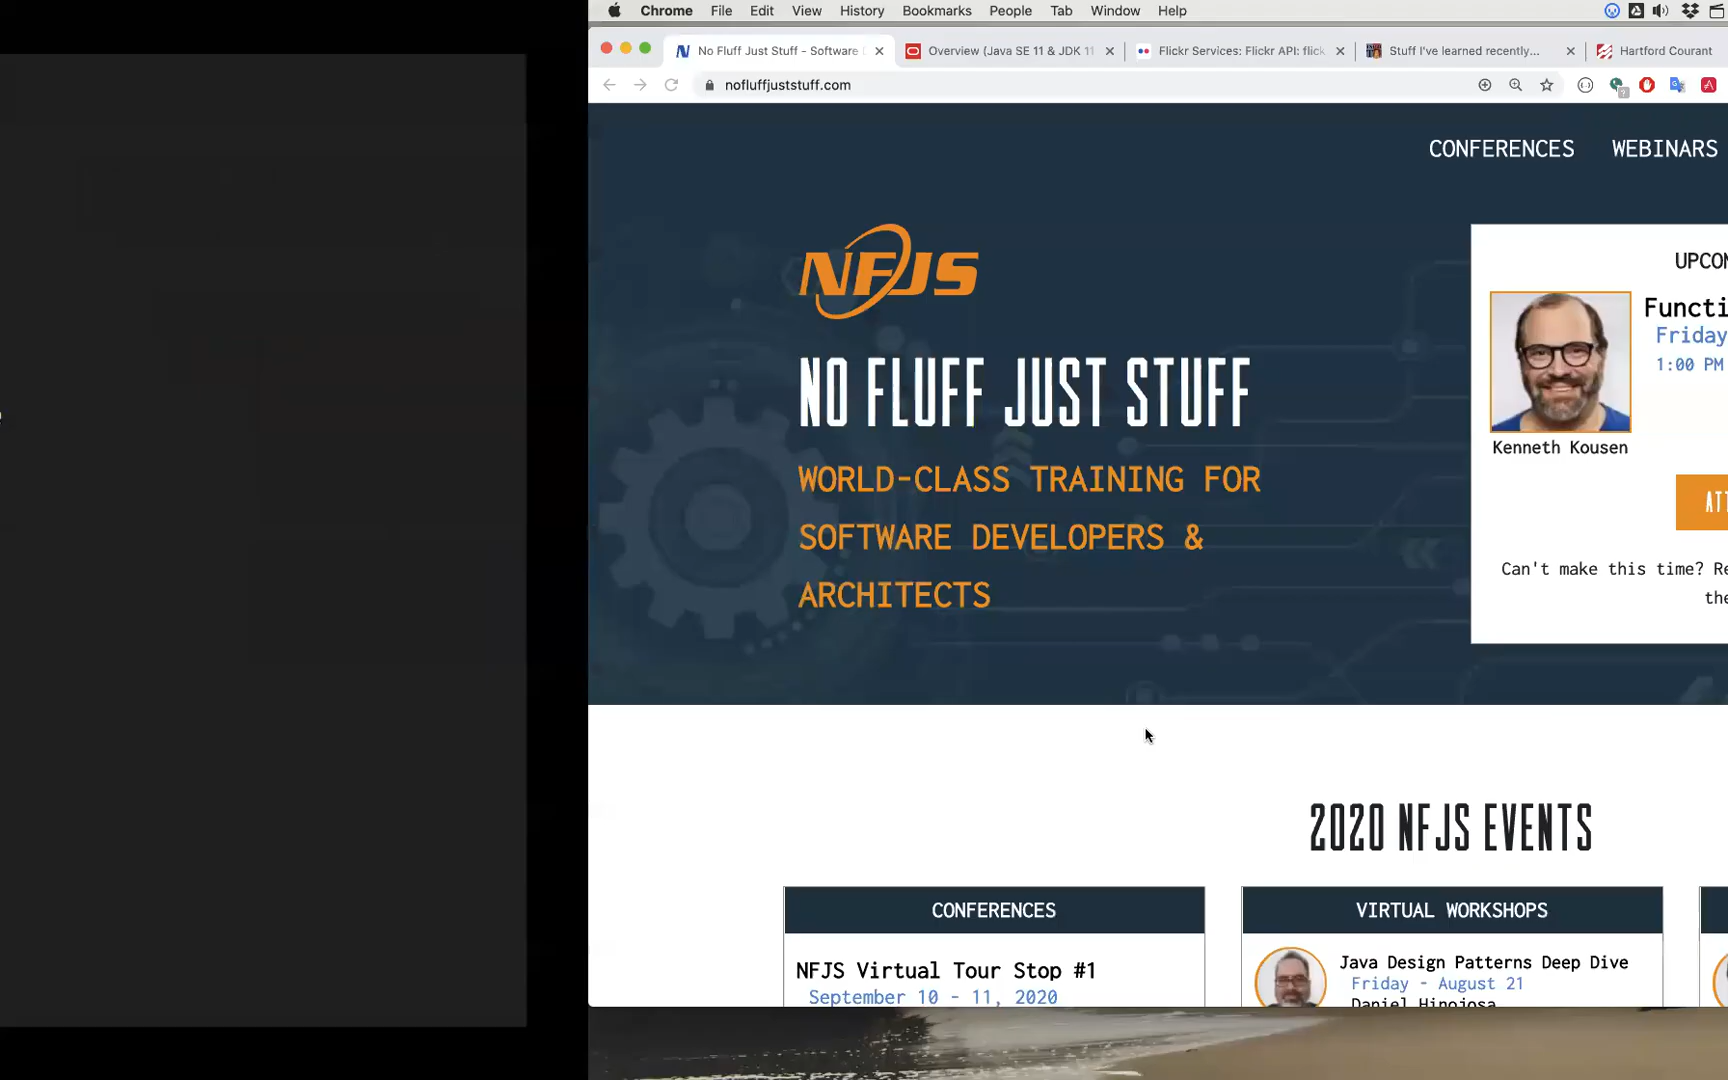 Chrome File Edit View History Bookmarks People Tab Window Help
No Fluff Just Stuff - Software
Overview (Java SE 11 & JDK 11
Flickr Services: Flickr API: flick
Stuff I've learned recently...
Hartford Courant
nofluffjuststuff.com
CONFERENCES WEBINARS
NFJS
NO FLUFF JUST STUFF
WORLD-CLASS TRAINING FOR
SOFTWARE DEVELOPERS &
ARCHITECTS
Friday
1:00 PM
Kenneth Kousen
Can't make this time?
2020 NFJS EVENTS
CONFERENCES
NFJS Virtual Tour Stop #1
September 10 - 11, 2020
VIRTUAL WORKSHOPS
Java Design Patterns Deep Dive
Friday - August 21
Daniel Hinojosa